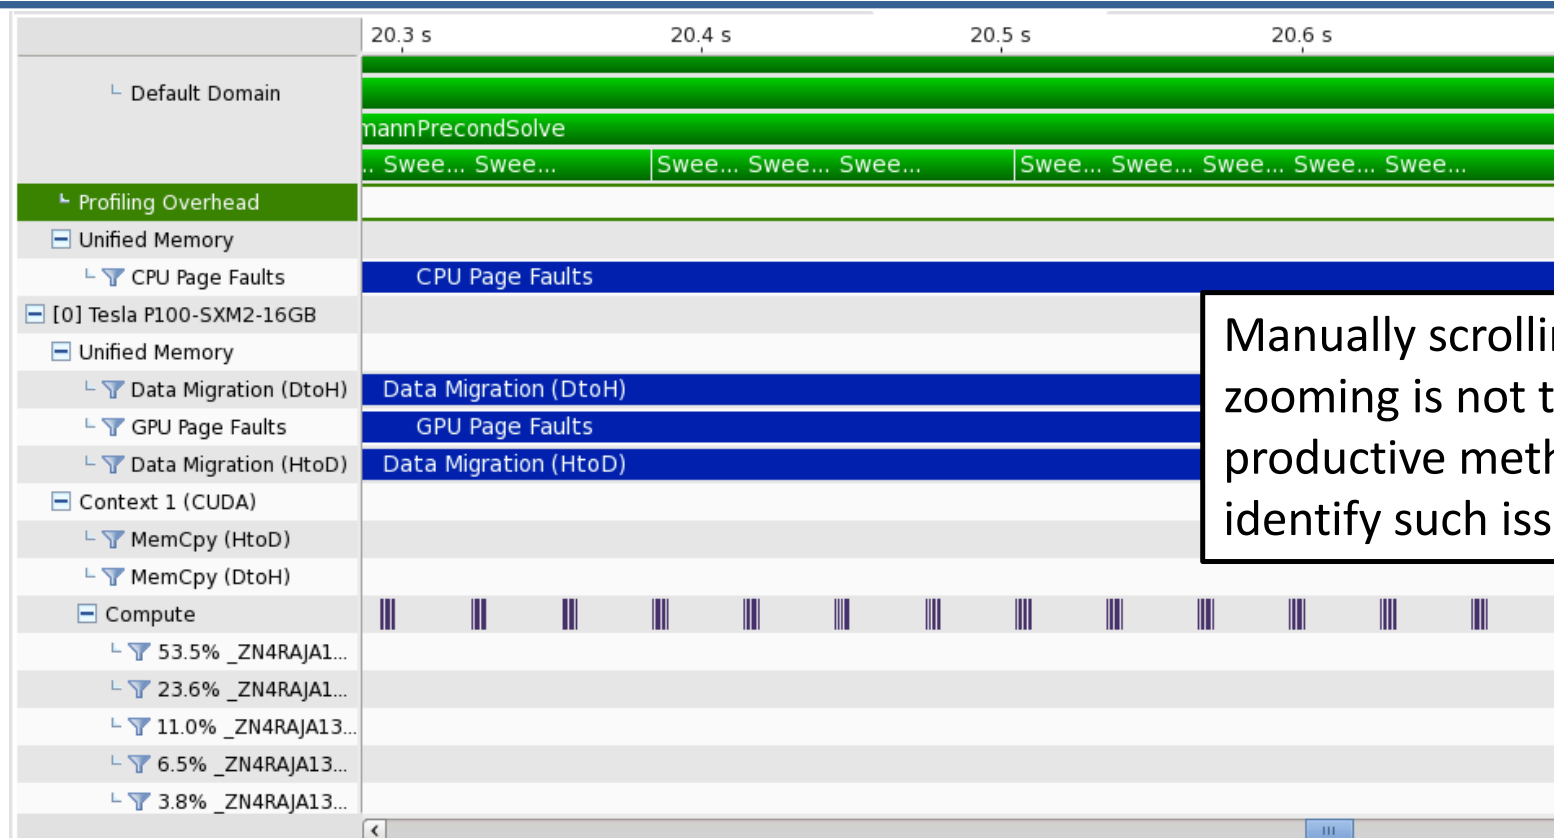 20.3 s 20.4 s 20.5 s 20.6 s
Default Domain
mannPrecondSolve
.. Swee... Swee... Swee... Swee... Swee... Swee... Swee... Swee... Swee... Swee...
Profiling Overhead
Unified Memory
CPU Page Faults CPU Page Faults
[0] Tesla P100-SXM2-16GB
Unified Memory
Data Migration (DtoH) Data Migration (DtoH)
GPU Page Faults GPU Page Faults
Data Migration (HtoD) Data Migration (HtoD)
Manually scrollin
zooming is not t
productive meth
identify such iss
Context 1 (CUDA)
MemCpy (HtoD)
MemCpy (DtoH)
Compute
53.5% _ZN4RAJA1...
23.6% _ZN4RAJA1...
11.0% _ZN4RAJA13...
6.5% _ZN4RAJA13...
3.8% _ZN4RAJA13...